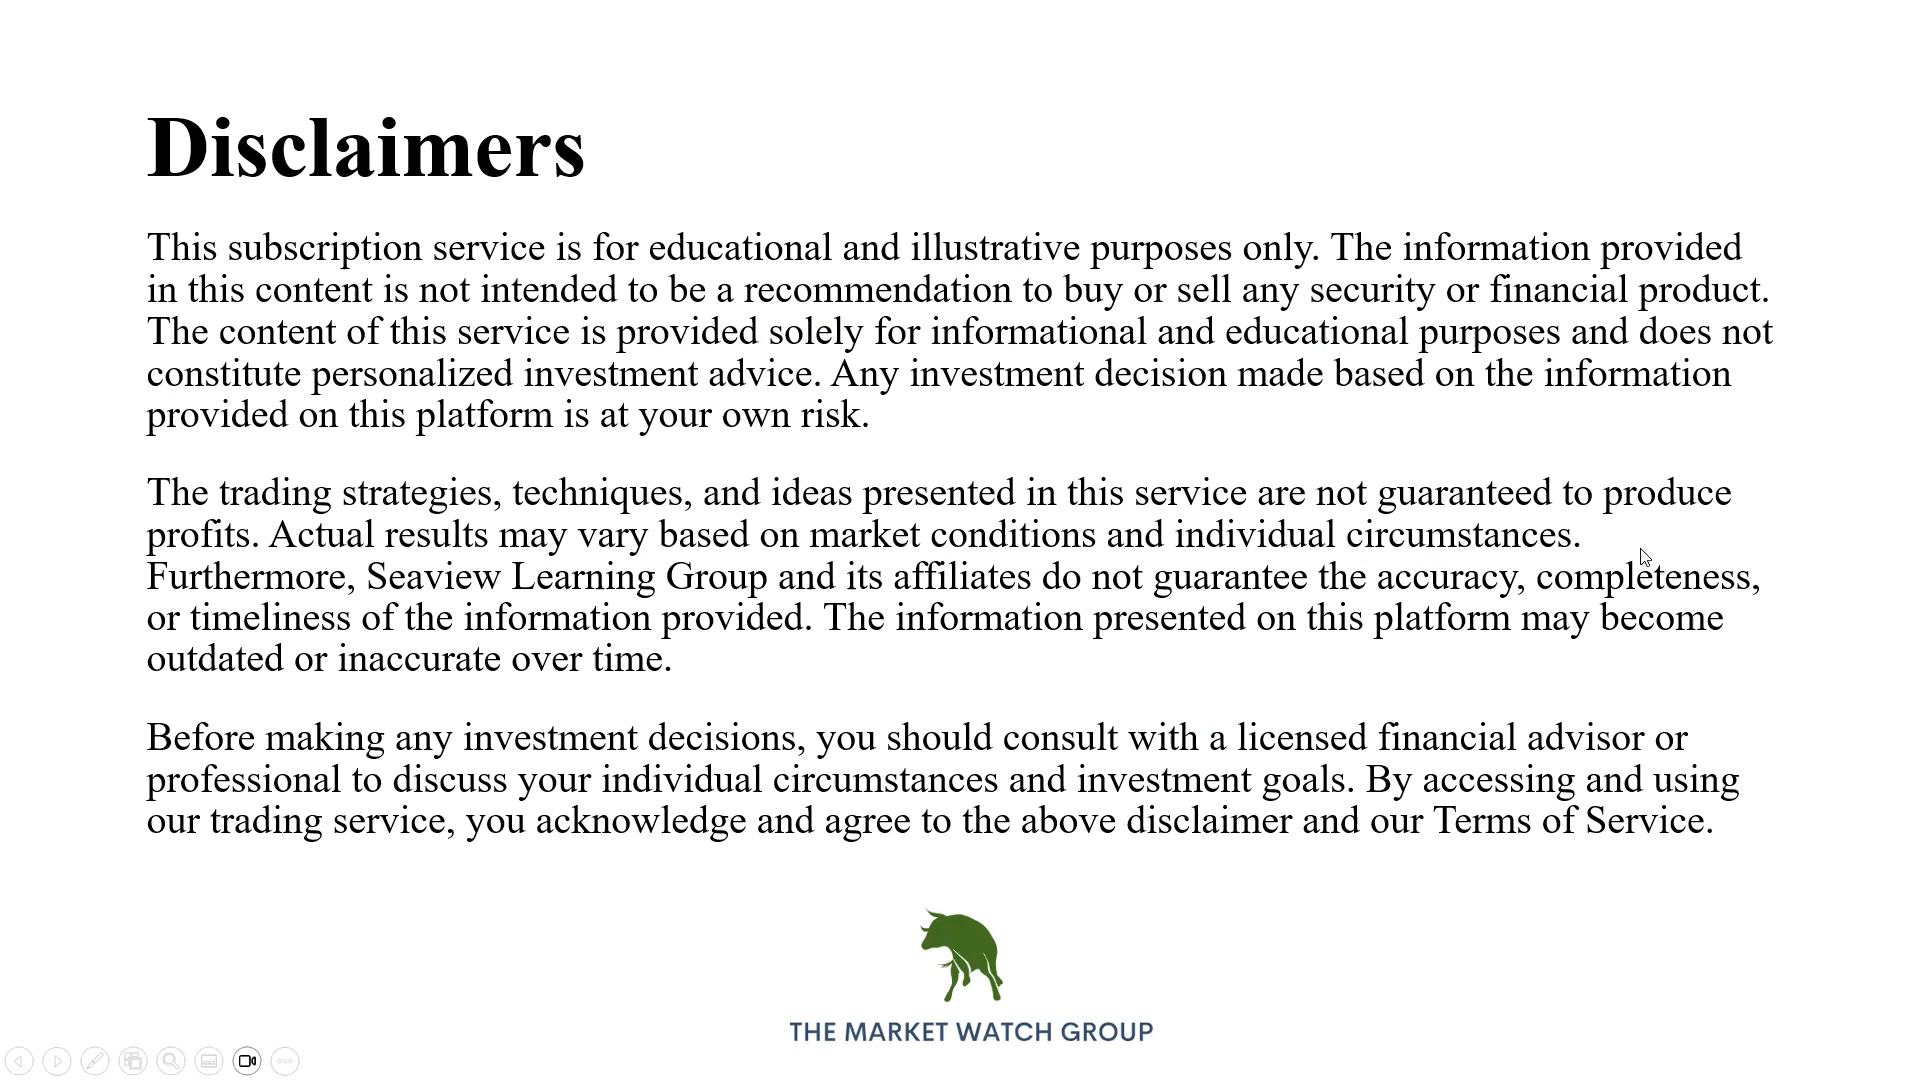 Disclaimers
This subscription service is for educational and illustrative purposes only. The information provided
in this content is not intended to be a recommendation to buy or sell any security or financial product.
The content of this service is provided solely for informational and educational purposes and does not
constitute personalized investment advice. Any investment decision made based on the information
provided on this platform is at your own risk.
The trading strategies, techniques, and ideas presented in this service are not guaranteed to produce
profits. Actual results may vary based on market conditions and individual circumstances.
Furthermore, Seaview Learning Group and its affiliates do not guarantee the accuracy, completeness,
or timeliness of the information provided. The information presented on this platform may become
outdated or inaccurate over time.
Before making any investment decisions, you should consult with a licensed financial advisor or
professional to discuss your individual circumstances and investment goals. By accessing and using
our trading service, you acknowledge and agree to the above disclaimer and our Terms of Service.
THE MARKET WATCH GROUP